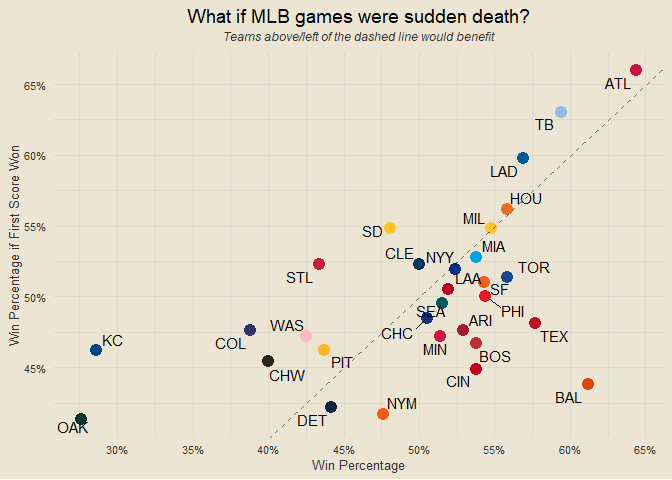 What if MLB games were sudden death?
Teams above/left of the dashed line would benefit
Win Percentage if First Score Won
65%
60%
55%
50%
45%
ATL
TB
LAD
HOU
MIL
SD
MIA
CLE
NYY
TOR
STL
LAA
SF
SEA
PHI
WAS
CHC
ARI
COL
TEX
KC
MIN
PIT
BOS
CHW
CIN
BAL
NYM
DET
OAK
30%
35%
40%
45%
50%
55%
60%
65%
Win Percentage